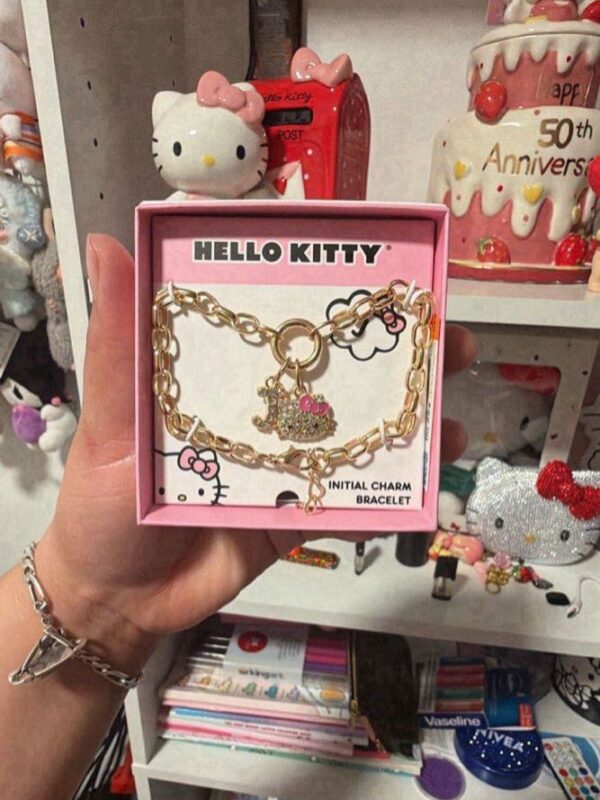 Hello Kitty
POST
Happ
50th
Annivers
HELLO KITTY®
J
INITIAL CHARM
BRACELET
Vaseline
NIVEA